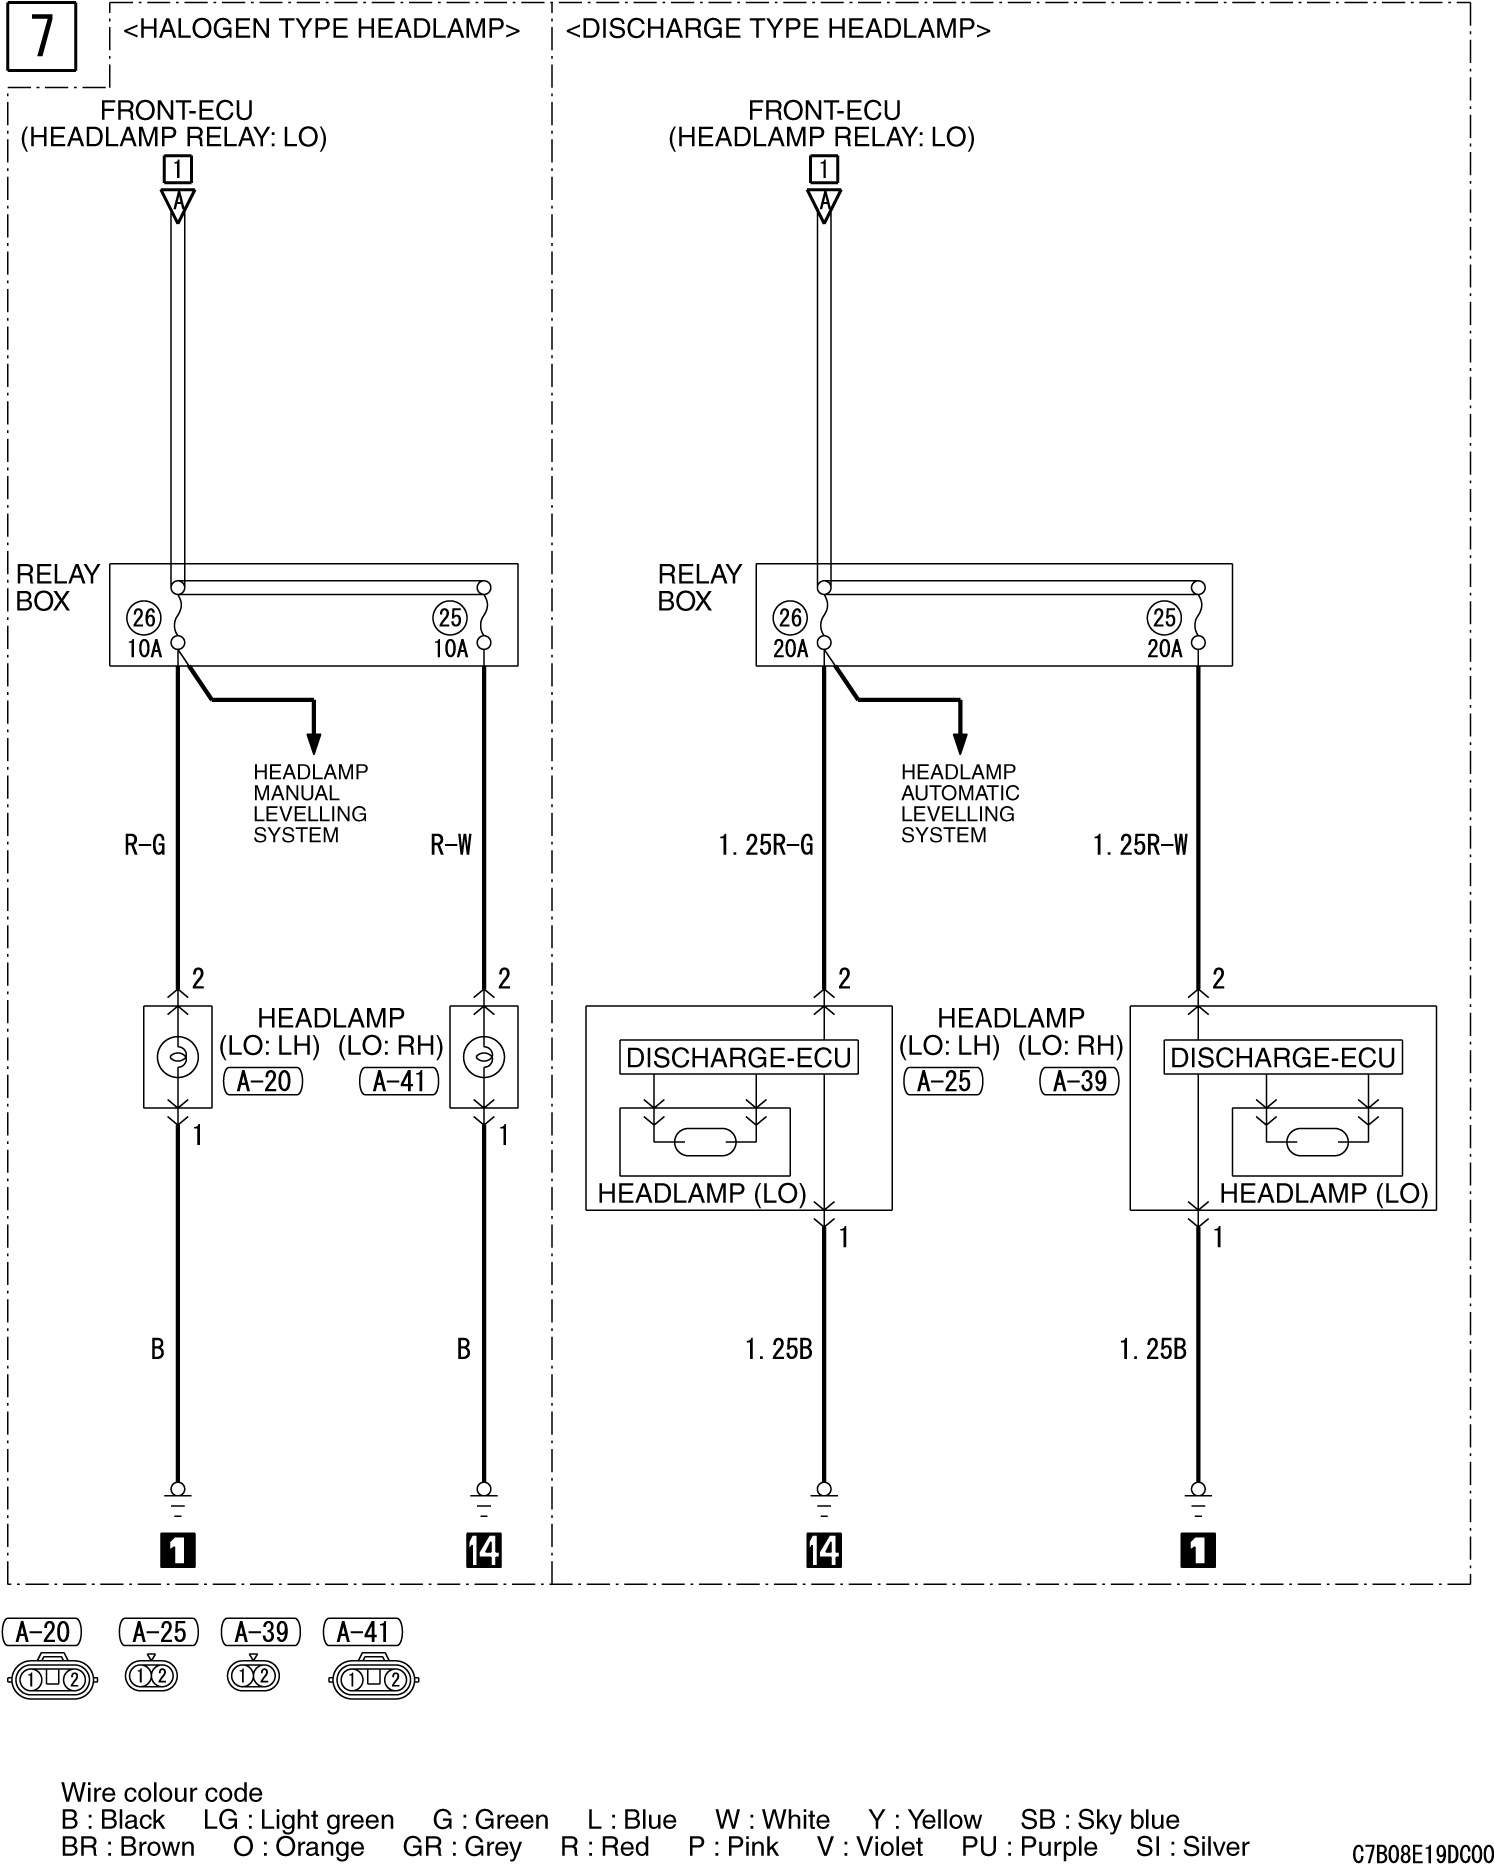 7
<HALOGEN TYPE HEADLAMP>
<DISCHARGE TYPE HEADLAMP>
FRONT-ECU
(HEADLAMP RELAY: LO)
1
A
FRONT-ECU
(HEADLAMP RELAY: LO)
1
A
RELAY
BOX
26
10A
25
10A
RELAY
BOX
26
20A
25
20A
HEADLAMP
MANUAL
LEVELLING
SYSTEM
HEADLAMP
AUTOMATIC
LEVELLING
SYSTEM
R-G
R-W
1.25R-G
1.25R-W
2
2
2
2
HEADLAMP
(LO: LH) (LO: RH)
A-20
A-41
HEADLAMP
(LO: LH) (LO: RH)
A-25
A-39
DISCHARGE-ECU
DISCHARGE-ECU
1
1
HEADLAMP (LO)
HEADLAMP (LO)
1
1
B
B
1.25B
1.25B
1
14
14
1
A-20
A-25
A-39
A-41
1 2
1 2
1 2
1 2
Wire colour code
B : Black LG : Light green G : Green L : Blue W : White Y : Yellow SB : Sky blue
BR : Brown O : Orange GR : Grey R : Red P : Pink V : Violet PU : Purple SI : Silver
C7B08E19DC00